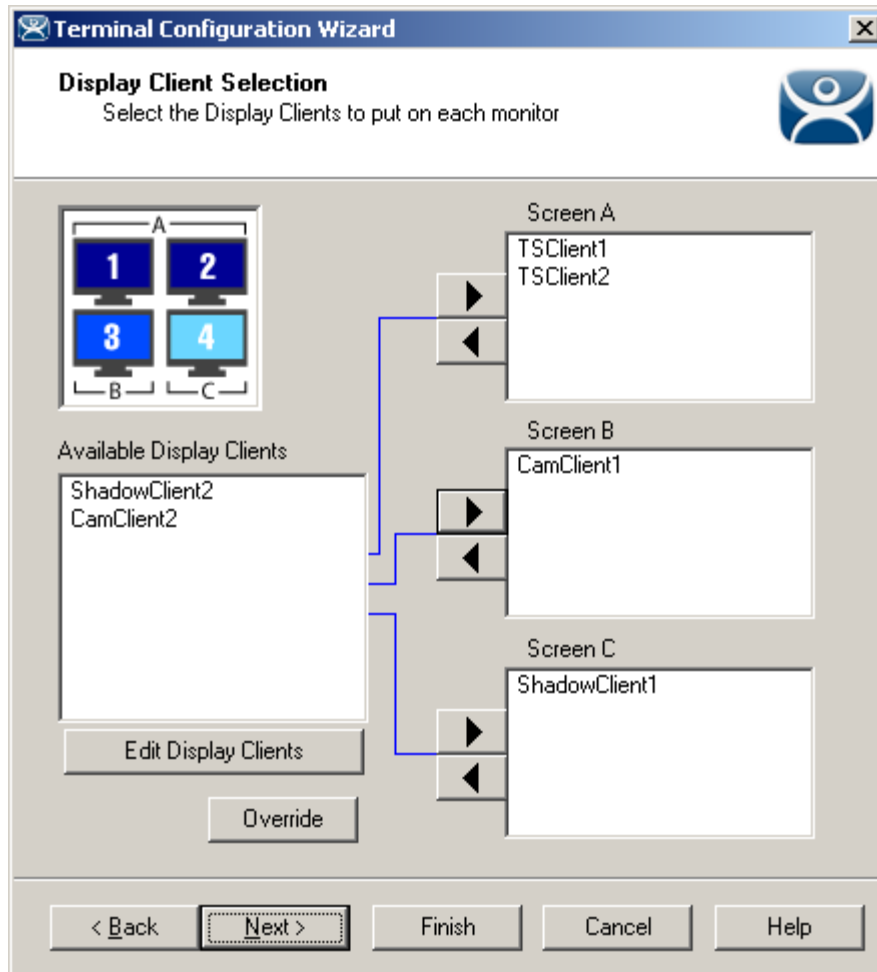 Terminal Configuration Wizard
Display Client Selection
Select the Display Clients to put on each monitor
A
1 2
3 4
B C
Available Display Clients
ShadowClient2
CamClient2
Edit Display Clients
Override
Screen A
TSClient1
TSClient2
Screen B
CamClient1
Screen C
ShadowClient1
< Back Next > Finish Cancel Help